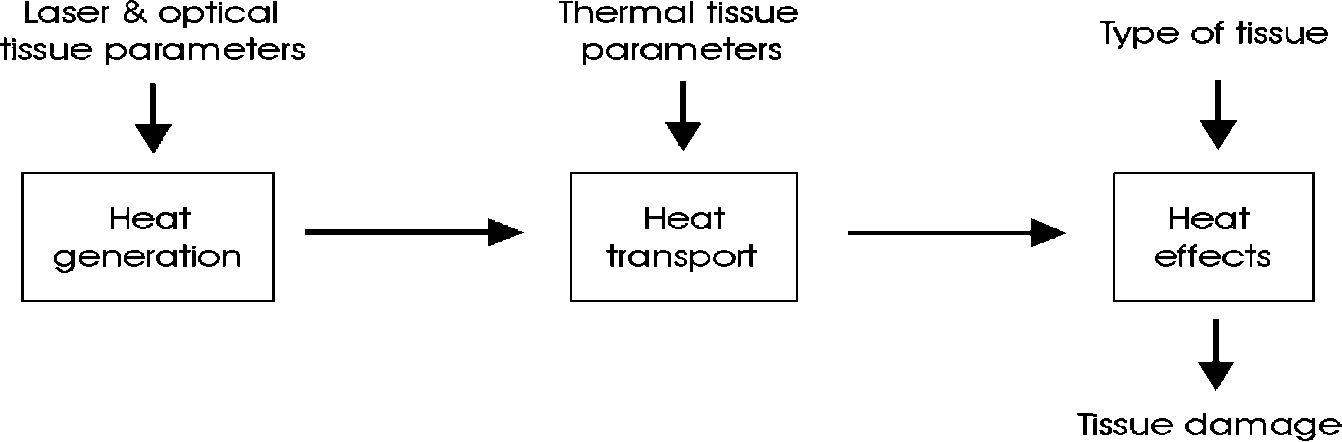 Laser & optical
tissue parameters
Thermal tissue
parameters
Type of tissue
Heat
generation
Heat
transport
Heat
effects
Tissue damage